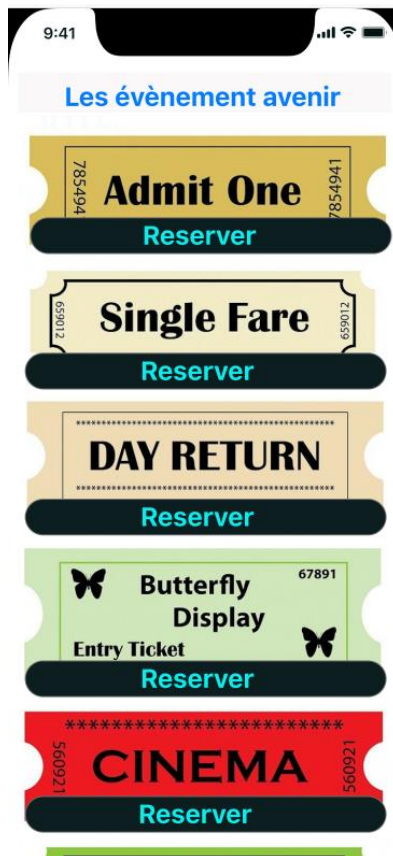 9:41
Les évènement avenir
785494
Admit One
7854941
Reserver
659012
Single Fare
659012
Reserver
************************************************
DAY RETURN
************************************************
Reserver
67891
Butterfly
Display
Entry Ticket
Reserver
************************
560921
CINEMA
560921
Reserver